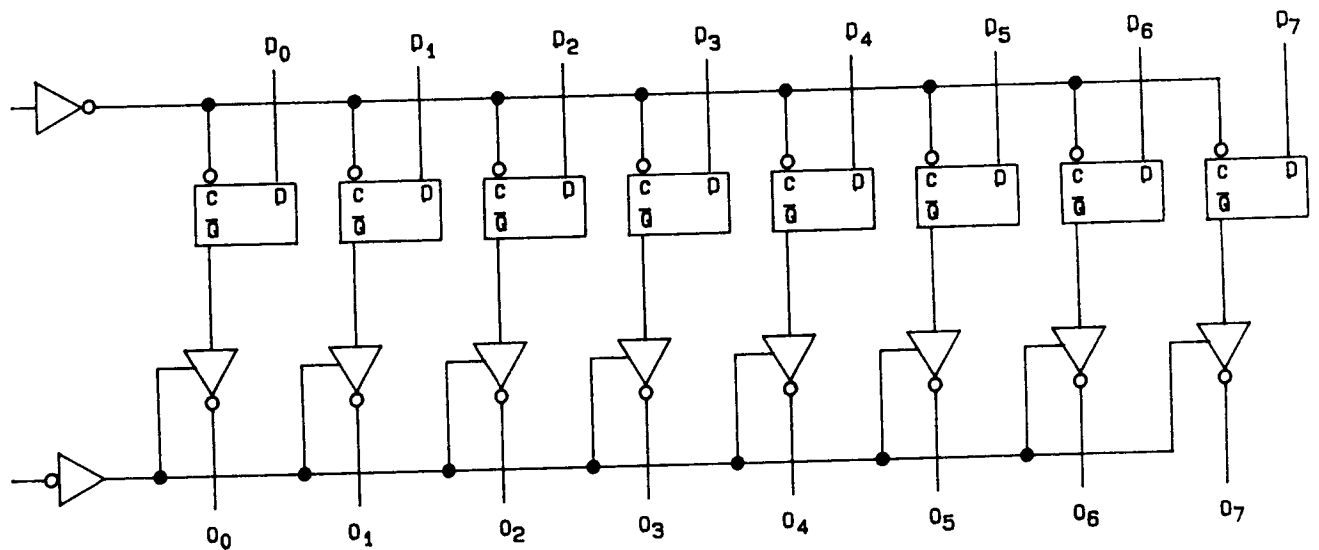 D₀ D₁ D₂ D₃ D₄ D₅ D₆ D₇
C D C D C D C D C D C D C D C D
Q̅ Q̅ Q̅ Q̅ Q̅ Q̅ Q̅ Q̅
O₀ O₁ O₂ O₃ O₄ O₅ O₆ O₇